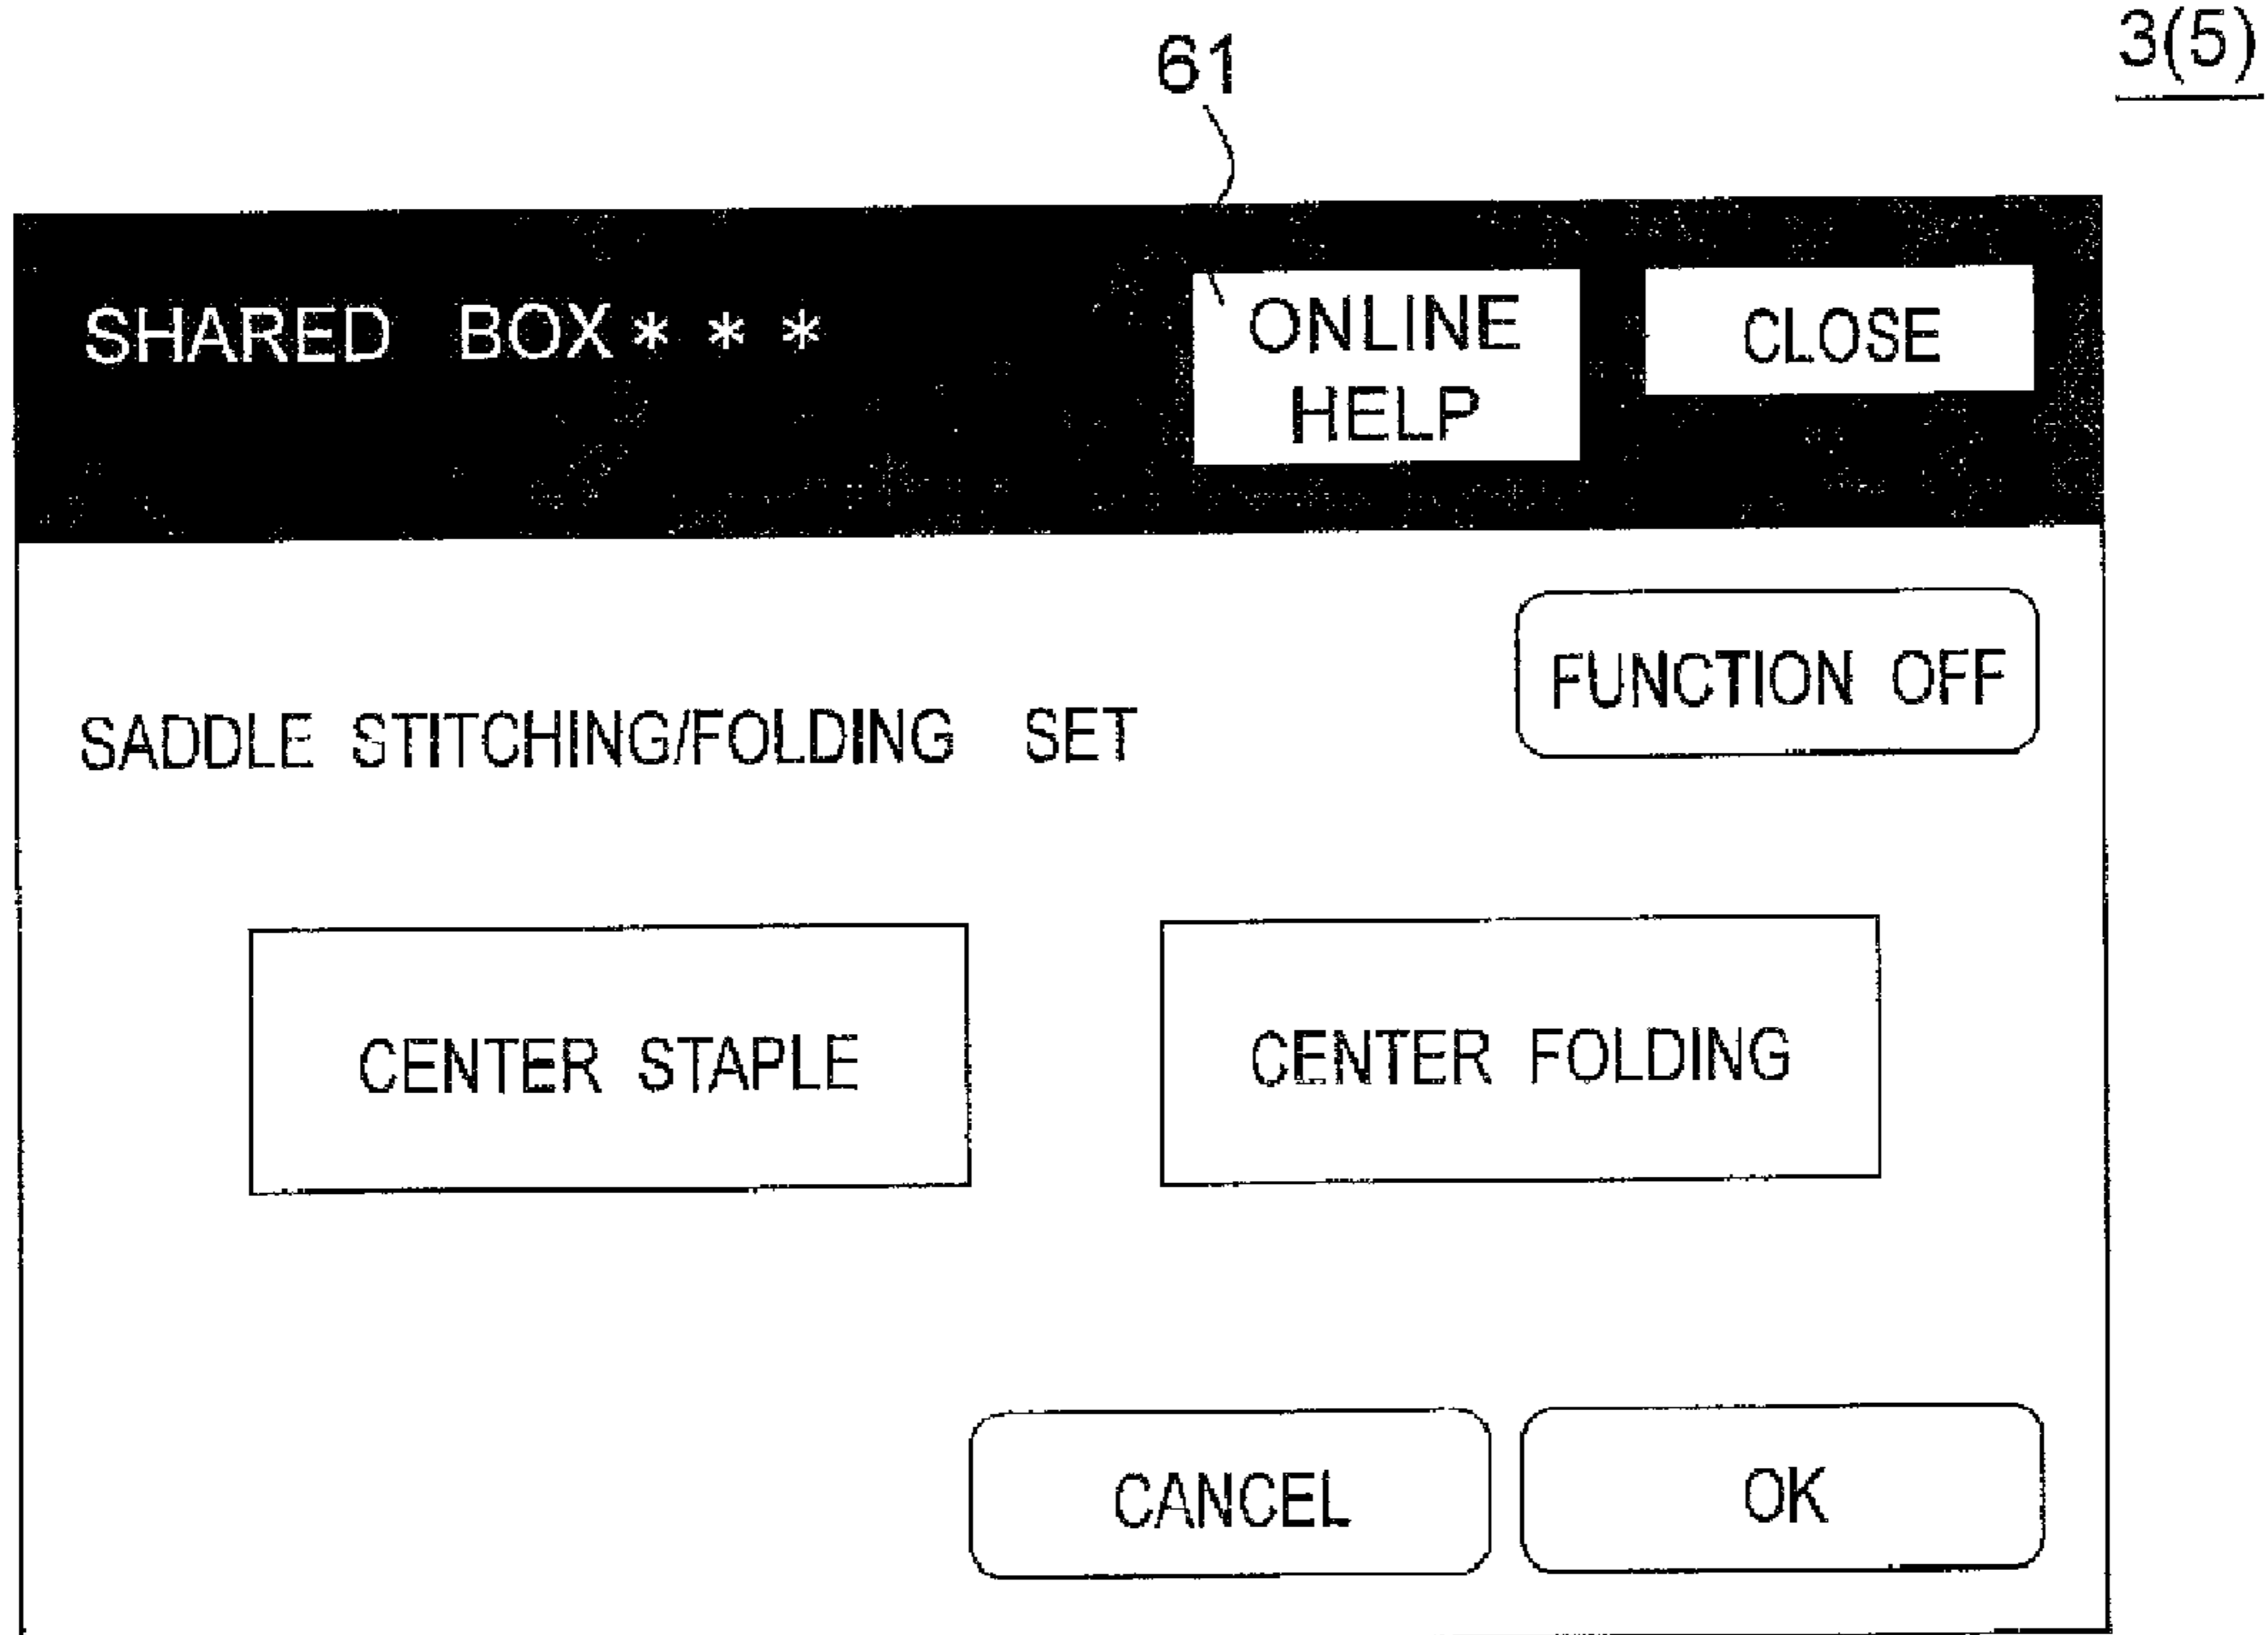 3(5)
61
SHARED BOX* * *
ONLINE
HELP
CLOSE
FUNCTION OFF
SADDLE STITCHING/FOLDING SET
CENTER STAPLE
CENTER FOLDING
CANCEL
OK